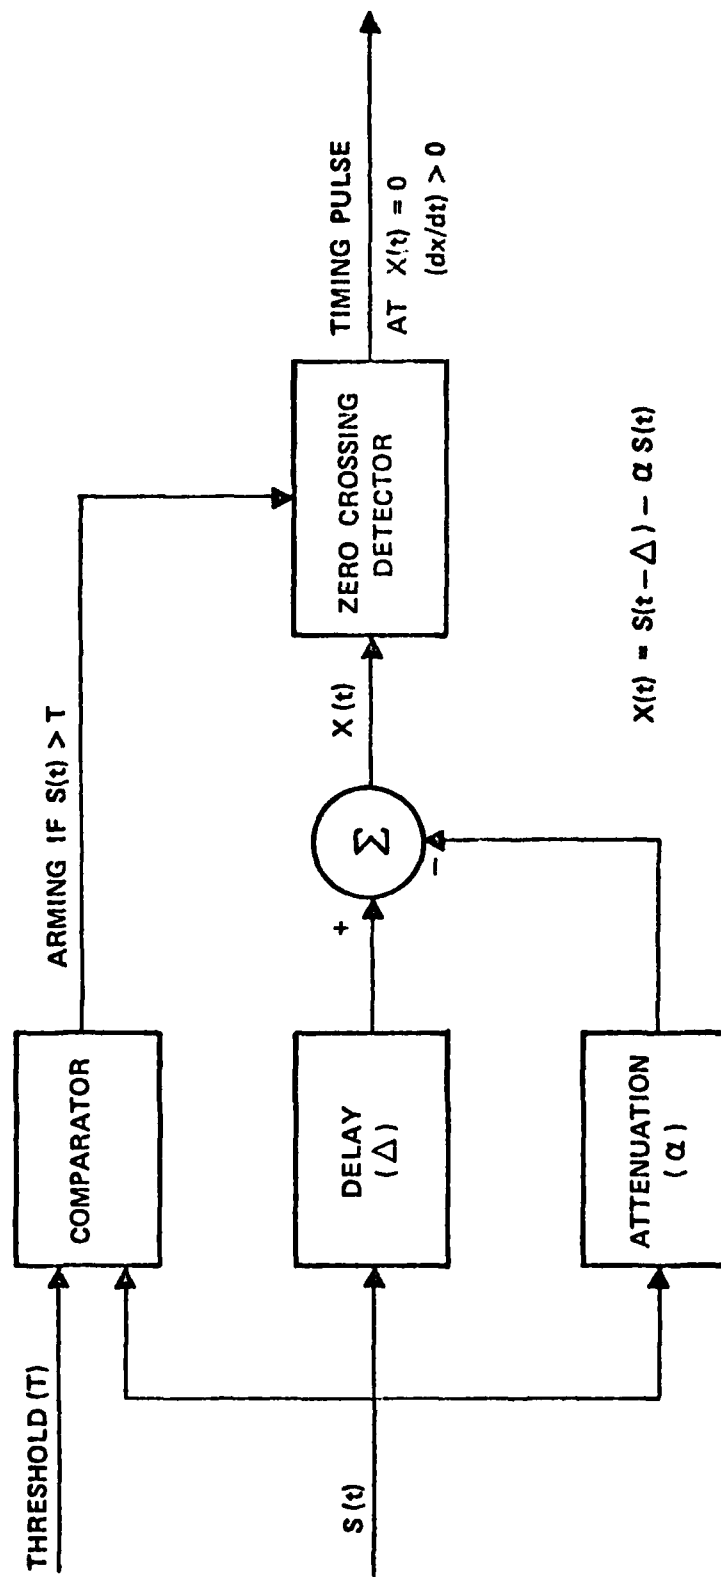 THRESHOLD (T)
S(t)
COMPARATOR
DELAY
(Δ)
ATTENUATION
(α)
ARMING IF S(t) > T
+
−
Σ
X(t)
ZERO CROSSING
DETECTOR
TIMING PULSE
AT X(t) = 0
(dx/dt) > 0
X(t) = S(t−Δ) − α S(t)